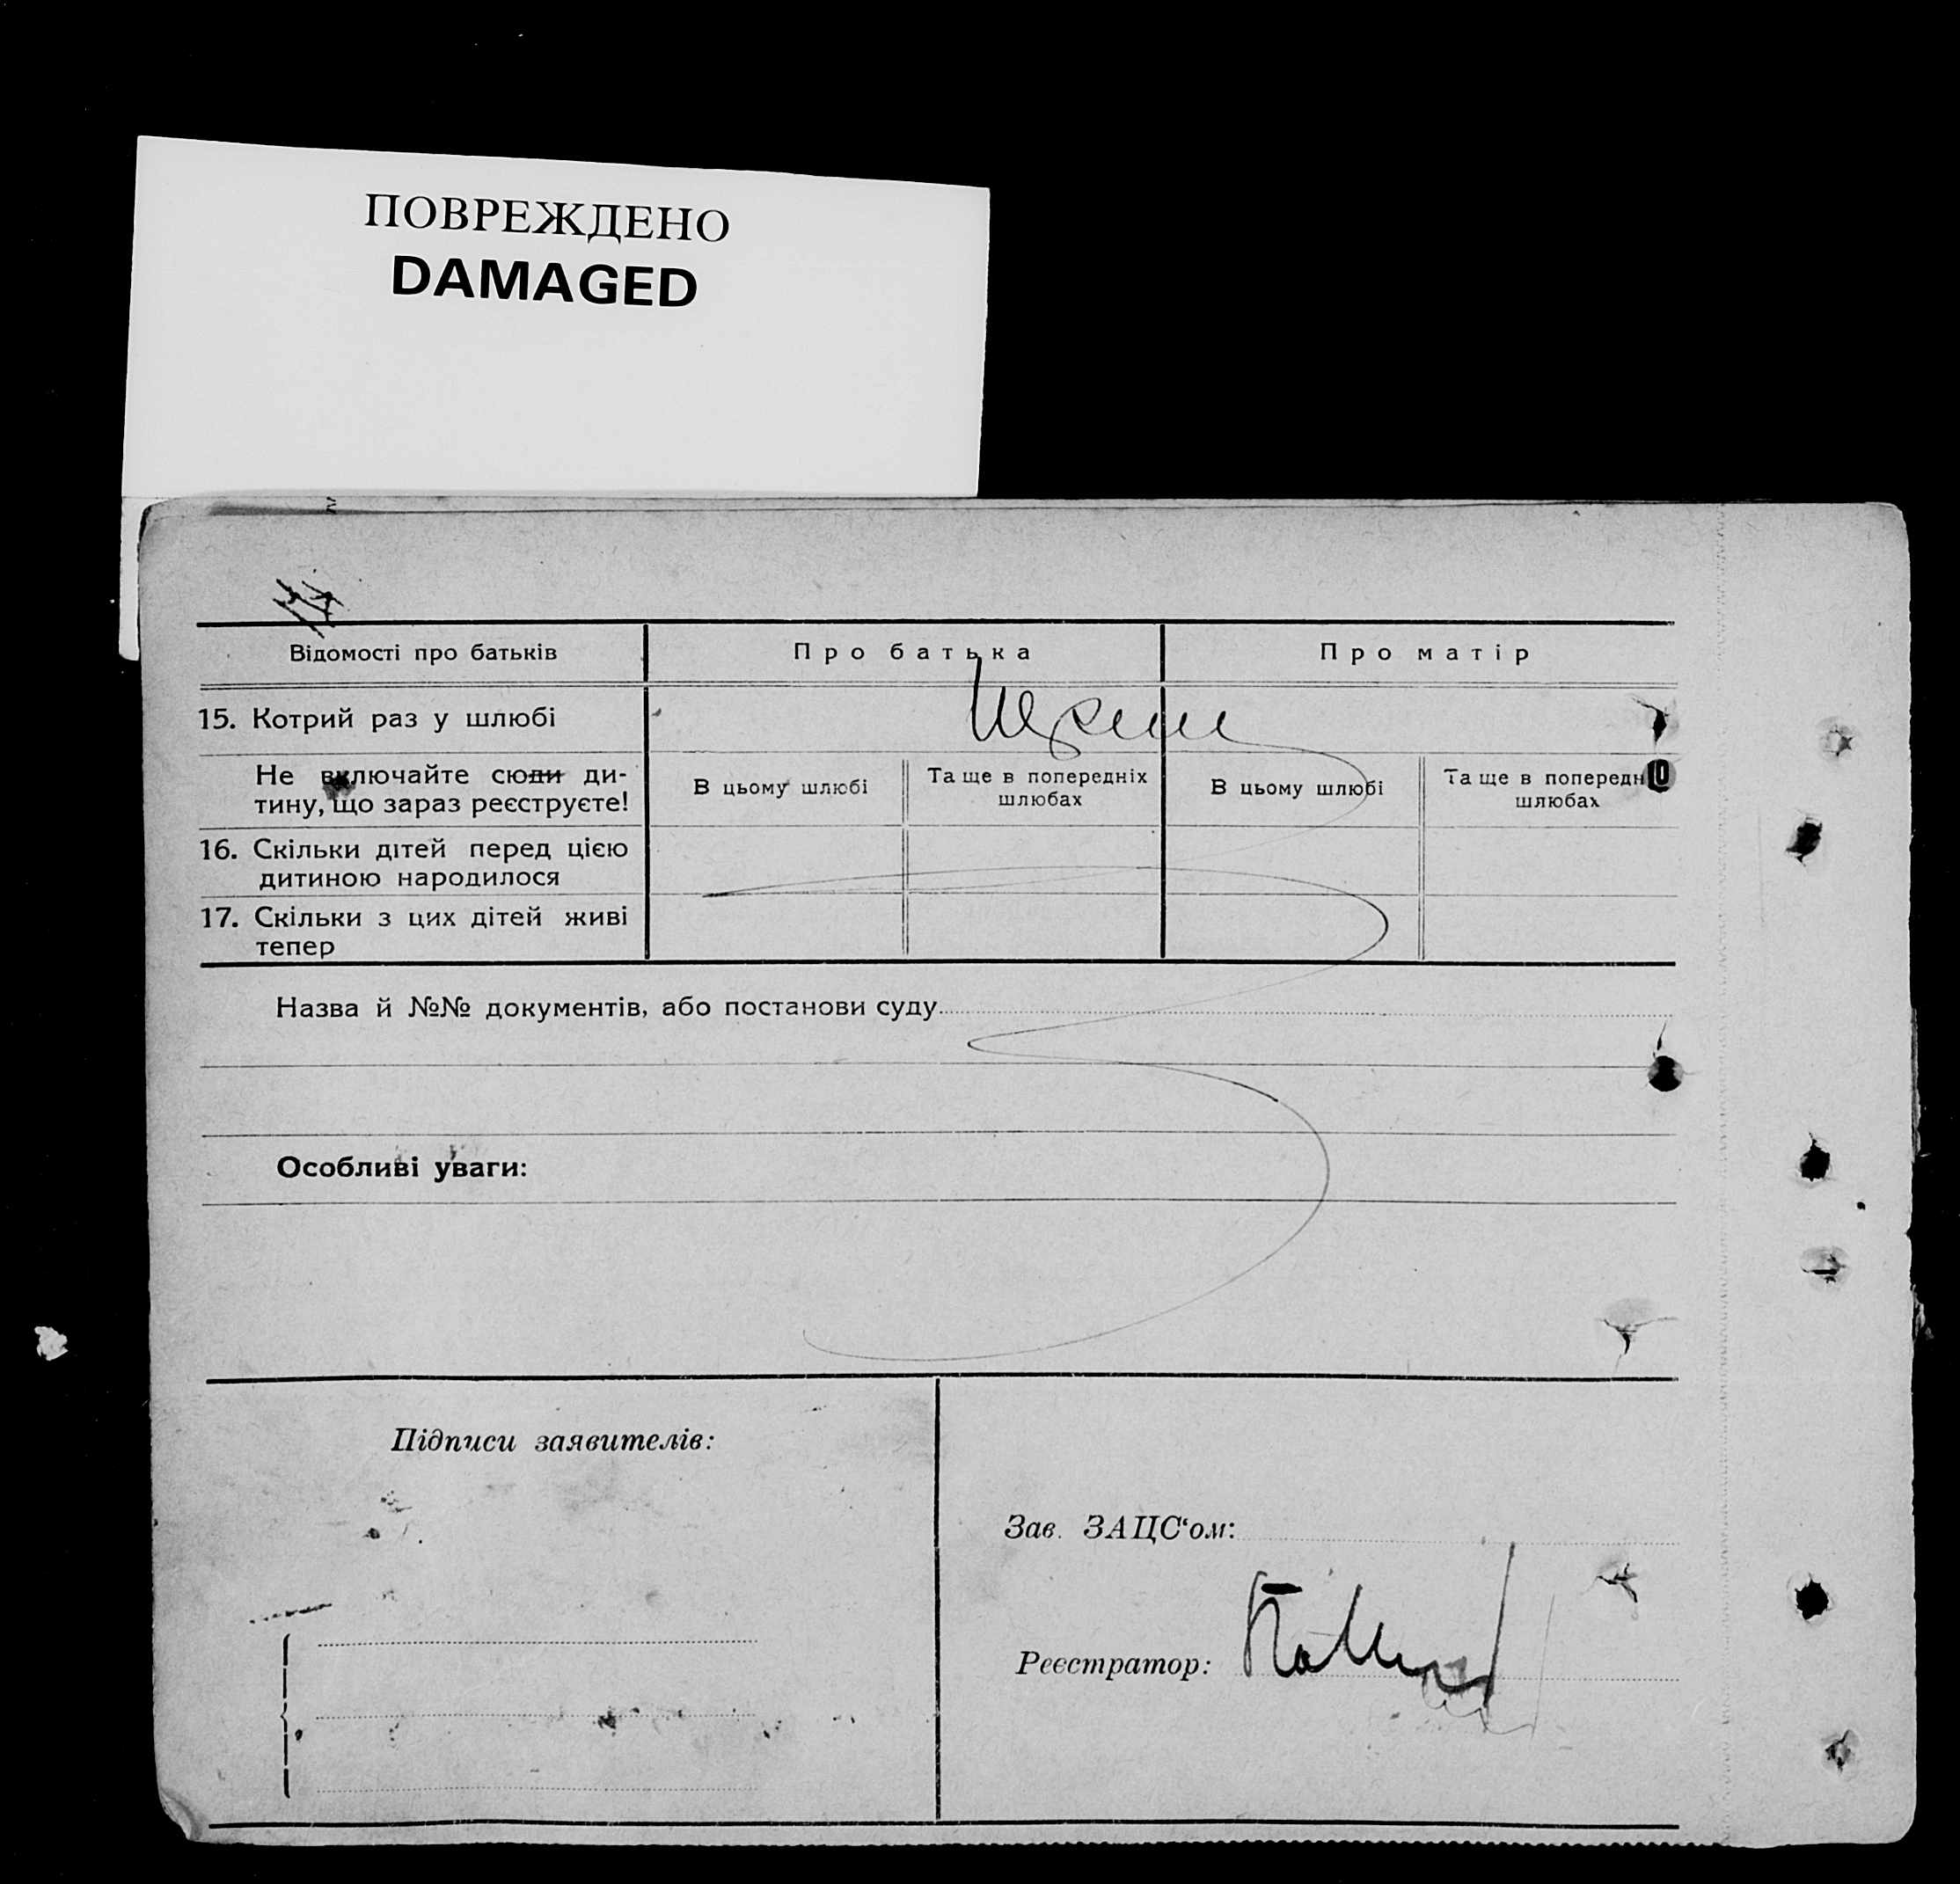 ПОВРЕЖДЕНО
DAMAGED
Відомості про батьків
Про батька
Про матір
15. Котрий раз у шлюбі
Не включайте сюди ди-
тину, що зараз реєструєте!
В цьому шлюбі
Та ще в попередніх
шлюбах
В цьому шлюбі
Та ще в попередн
шлюбах
16. Скільки дітей перед цією
дитиною народилося
17. Скільки з цих дітей живі
тепер
Назва й №№ документів, або постанови суду
Особливі уваги:
Підписи заявителів:
Зав. ЗАЦС‘ом:
Реєстратор: